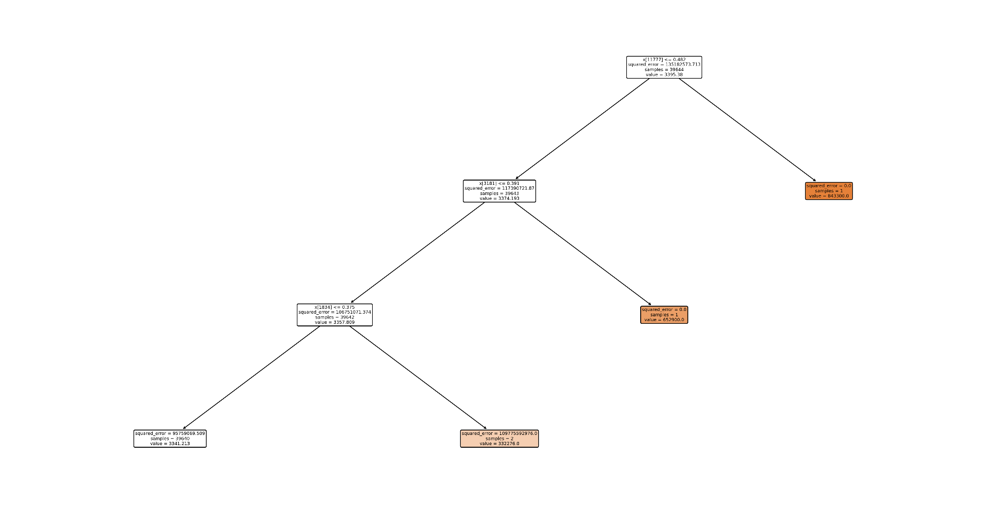 x[11777] <= 0.482
squared_error = 135182573.713
samples = 39644
value = 3395.38
x[3181] <= 0.391
squared_error = 117390721.87
samples = 39643
value = 3374.193
squared_error = 0.0
samples = 1
value = 843300.0
x[1834] <= 0.375
squared_error = 106751071.374
samples = 39642
value = 3357.809
squared_error = 0.0
samples = 1
value = 652900.0
squared_error = 95759069.509
samples = 39640
value = 3341.213
squared_error = 109775592976.0
samples = 2
value = 332276.0